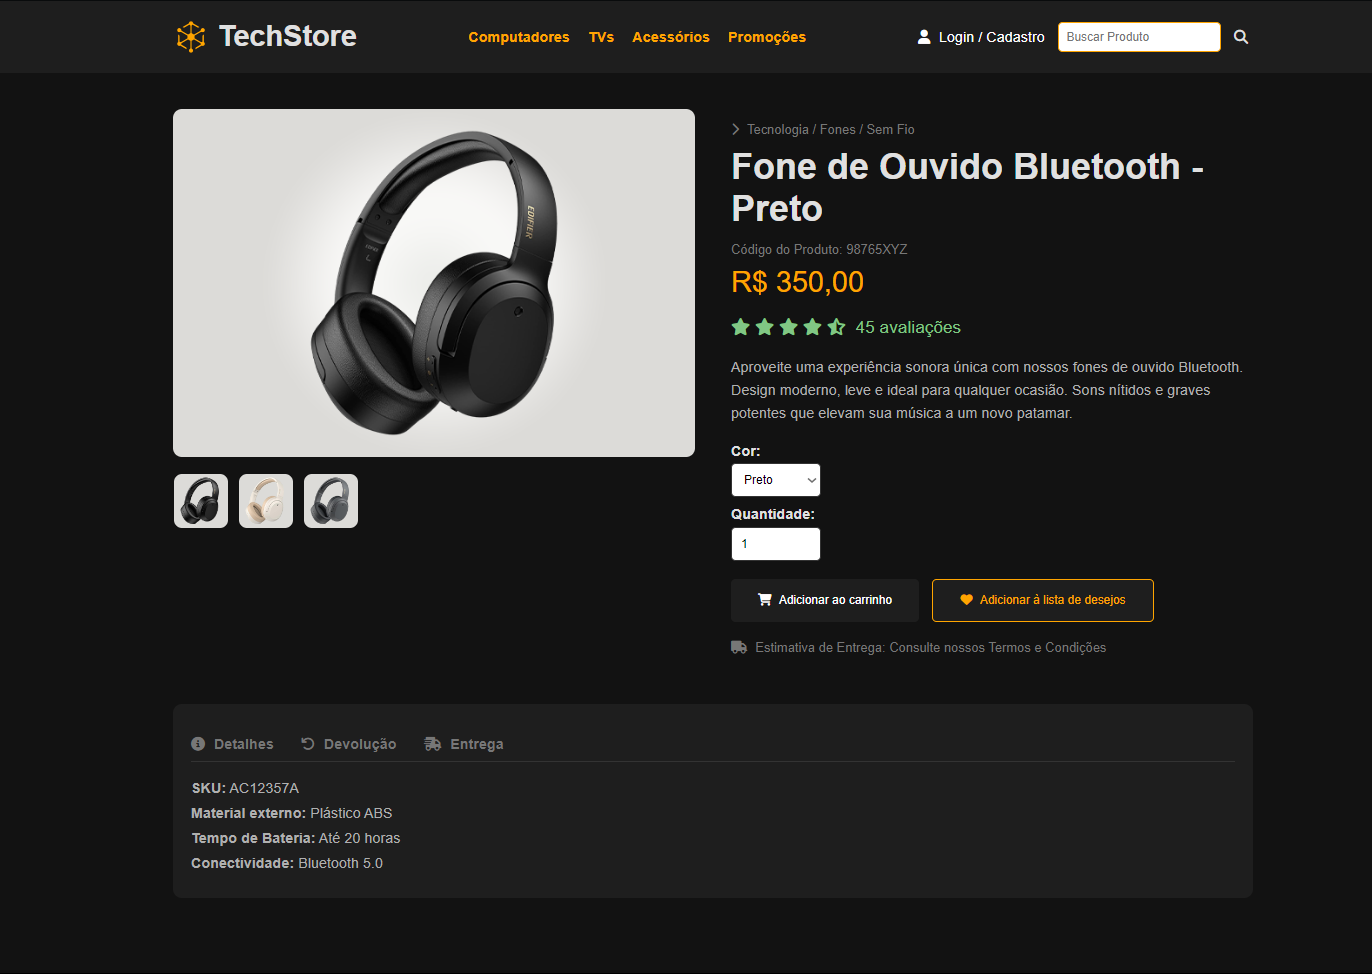 TechStore
Computadores TVs Acessórios Promoções
Login / Cadastro
Buscar Produto
EDIFIER
L
Tecnologia / Fones / Sem Fio
Fone de Ouvido Bluetooth -
Preto
Código do Produto: 98765XYZ
R$ 350,00
45 avaliações
Aproveite uma experiência sonora única com nossos fones de ouvido Bluetooth.
Design moderno, leve e ideal para qualquer ocasião. Sons nítidos e graves
potentes que elevam sua música a um novo patamar.
Cor:
Preto
Quantidade:
1
Adicionar ao carrinho
Adicionar à lista de desejos
Estimativa de Entrega: Consulte nossos Termos e Condições
Detalhes Devolução Entrega
SKU: AC12357A
Material externo: Plástico ABS
Tempo de Bateria: Até 20 horas
Conectividade: Bluetooth 5.0